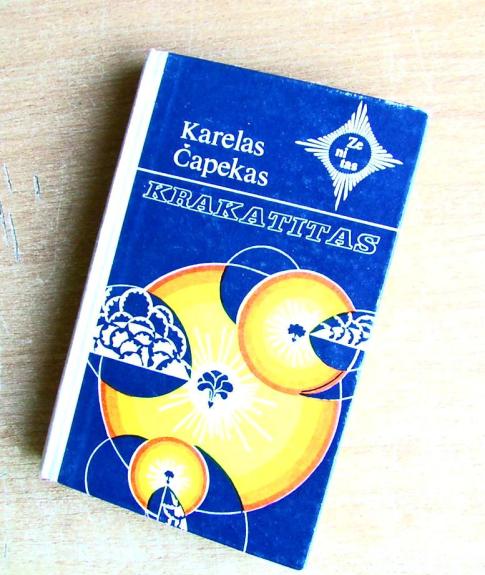 Karelas
Čapekas
Ze
ni
tas
KRAKATITAS